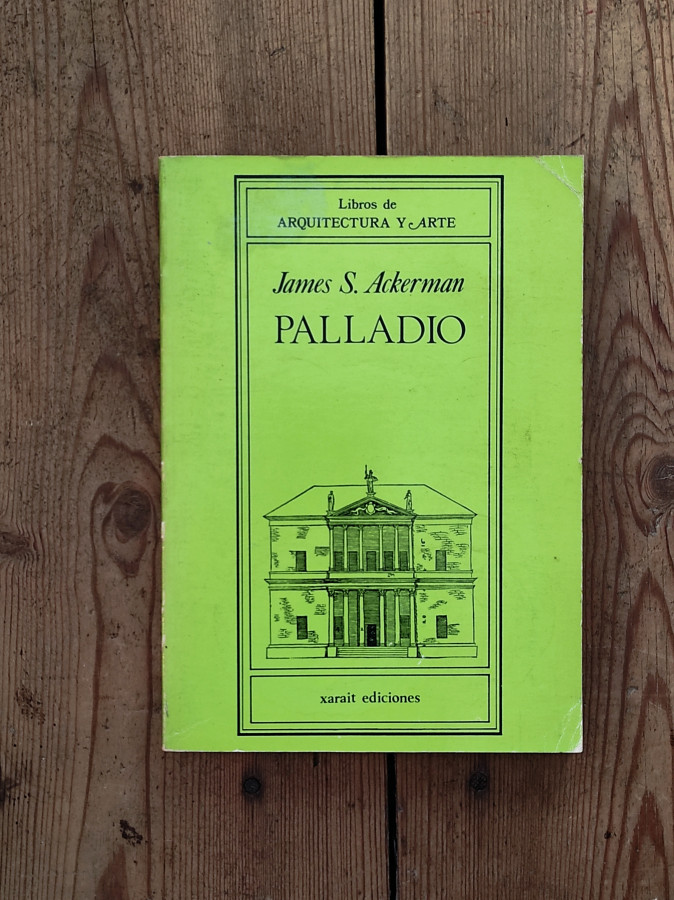 Libros de
ARQUITECTURA Y ARTE
James S. Ackerman
PALLADIO
xarait ediciones